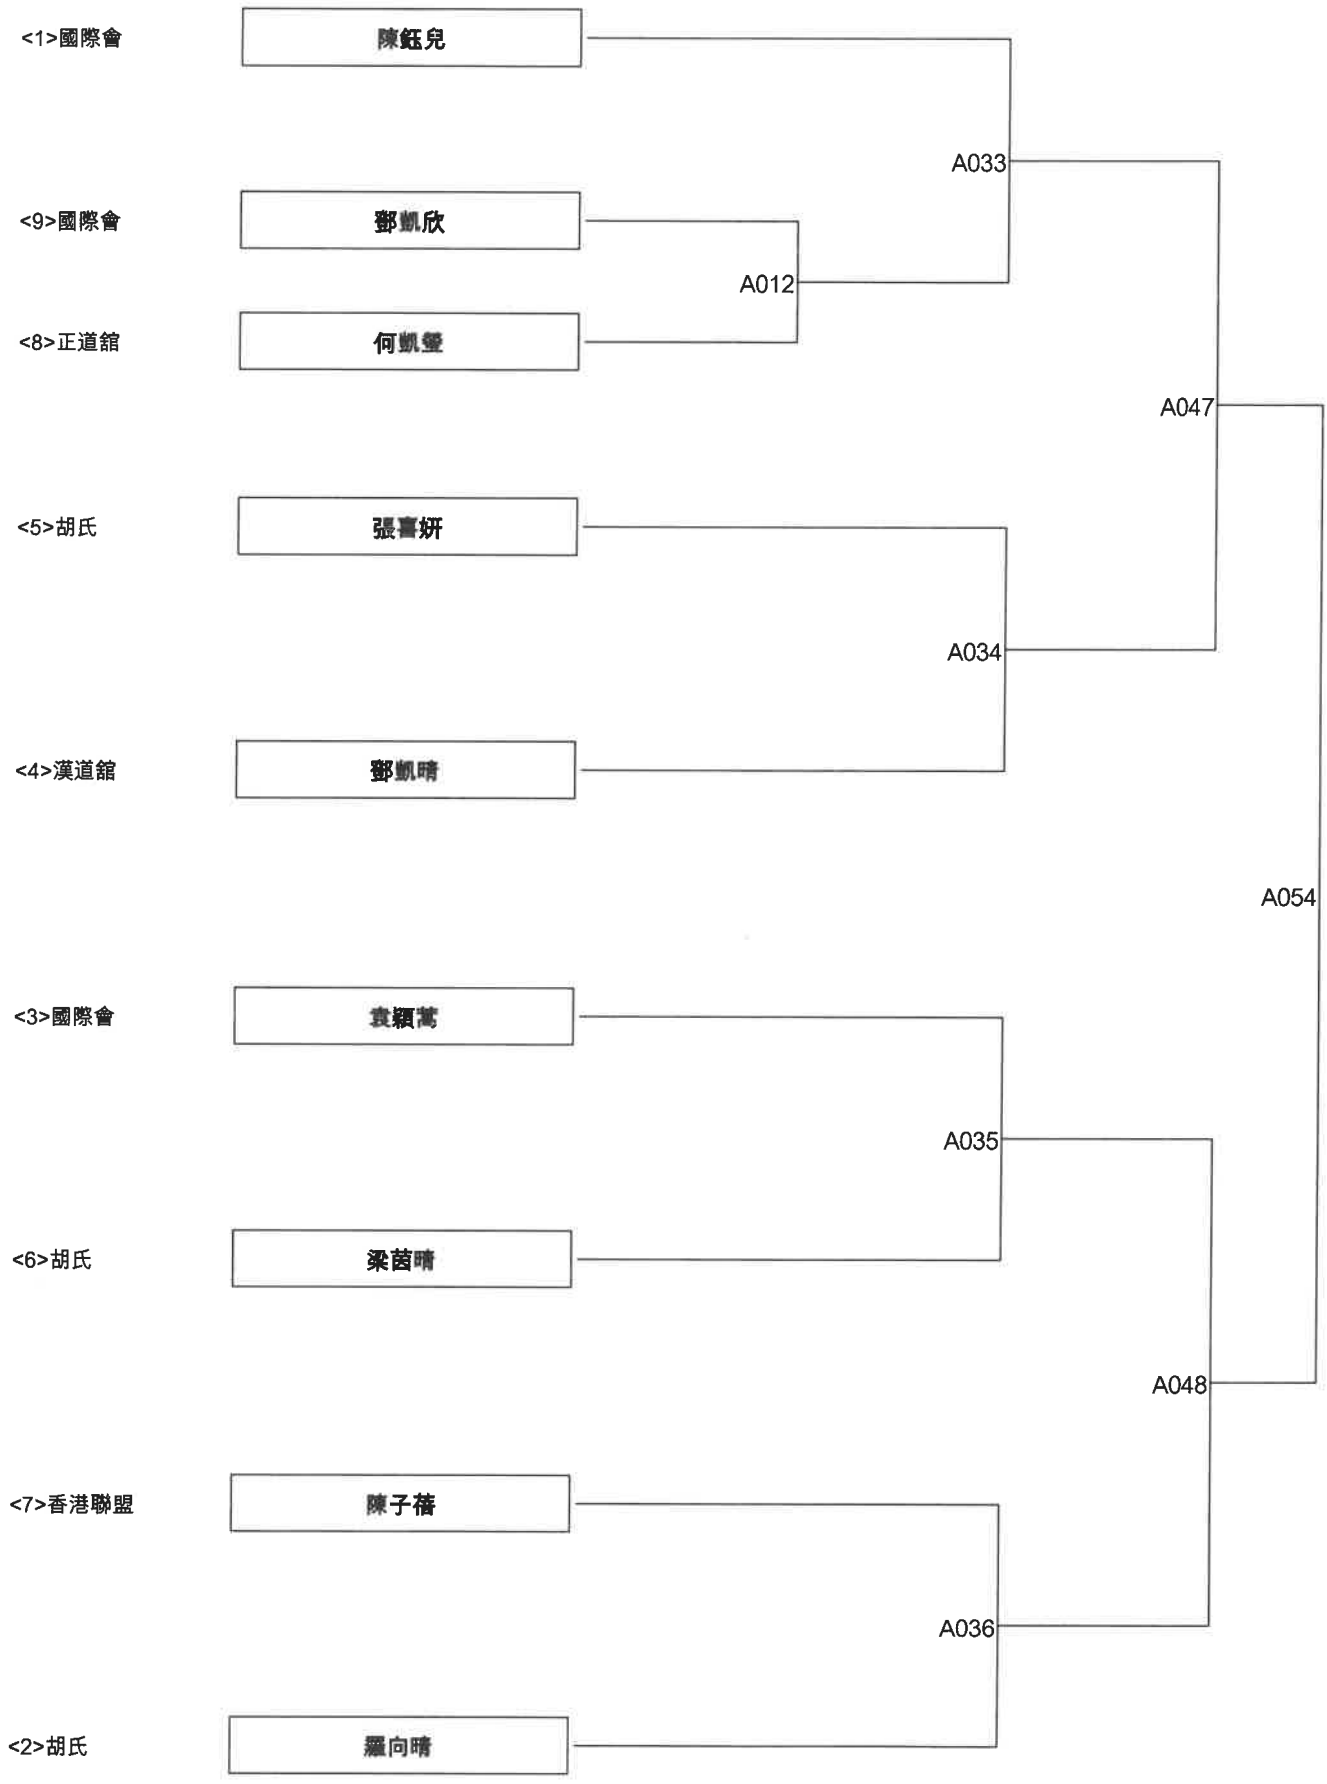 <1>國際會 陳鈺兒
A033
<9>國際會 鄧凱欣
A012
<8>正道舘 何凱瑩
A047
<5>胡氏 張喜妍
A034
<4>漢道舘 鄧凱晴
A054
<3>國際會 袁穎蒿
A035
<6>胡氏 梁茵晴
A048
<7>香港聯盟 陳子蓓
A036
<2>胡氏 羅向晴